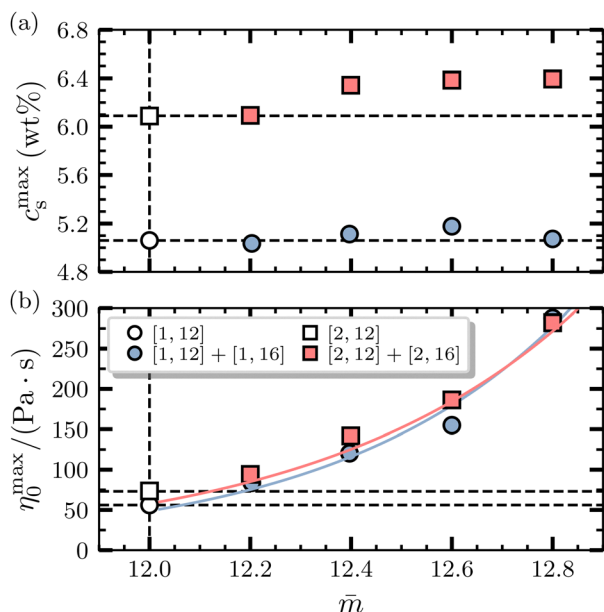 (a)
6.8
6.4
6.0
5.6
5.2
4.8
c_s^max (wt%)
(b)
300
250
200
150
100
50
0
η_0^max/(Pa · s)
[1, 12]
[2, 12]
[1, 12] + [1, 16]
[2, 12] + [2, 16]
12.0 12.2 12.4 12.6 12.8
m̄